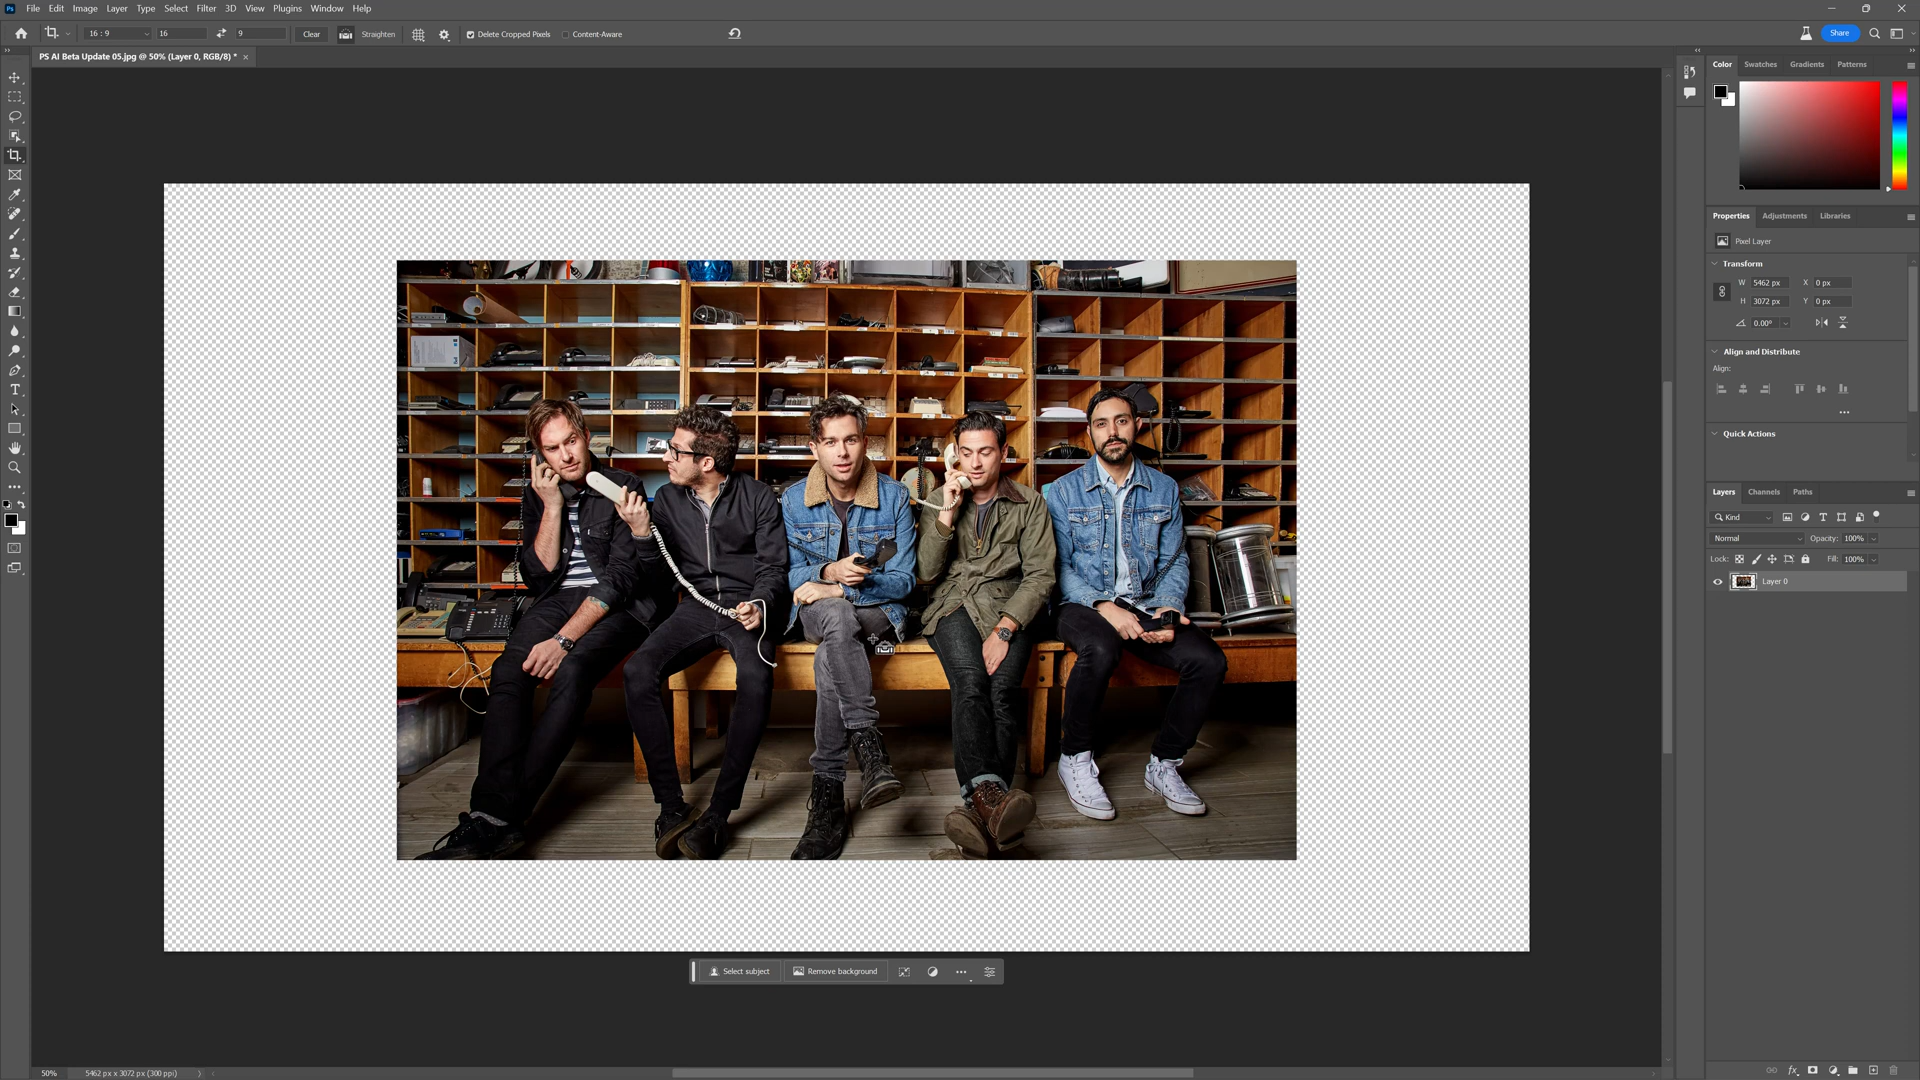 Ps File Edit Image Layer Type Select Filter 3D View Plugins Window Help
16 : 9 16 9 Clear Straighten Delete Cropped Pixels Content-Aware Share
PS AI Beta Update 05.jpg @ 50% (Layer 0, RGB/8) * ×
Color Swatches Gradients Patterns
Properties Adjustments Libraries
Pixel Layer
Transform
W 5462 px X 0 px
H 3072 px Y 0 px
0.00°
Align and Distribute
Align:
Quick Actions
Layers Channels Paths
Kind
Normal Opacity: 100%
Lock: Fill: 100%
Layer 0
Select subject Remove background
50% 5462 px x 3072 px (300 ppi)
fx